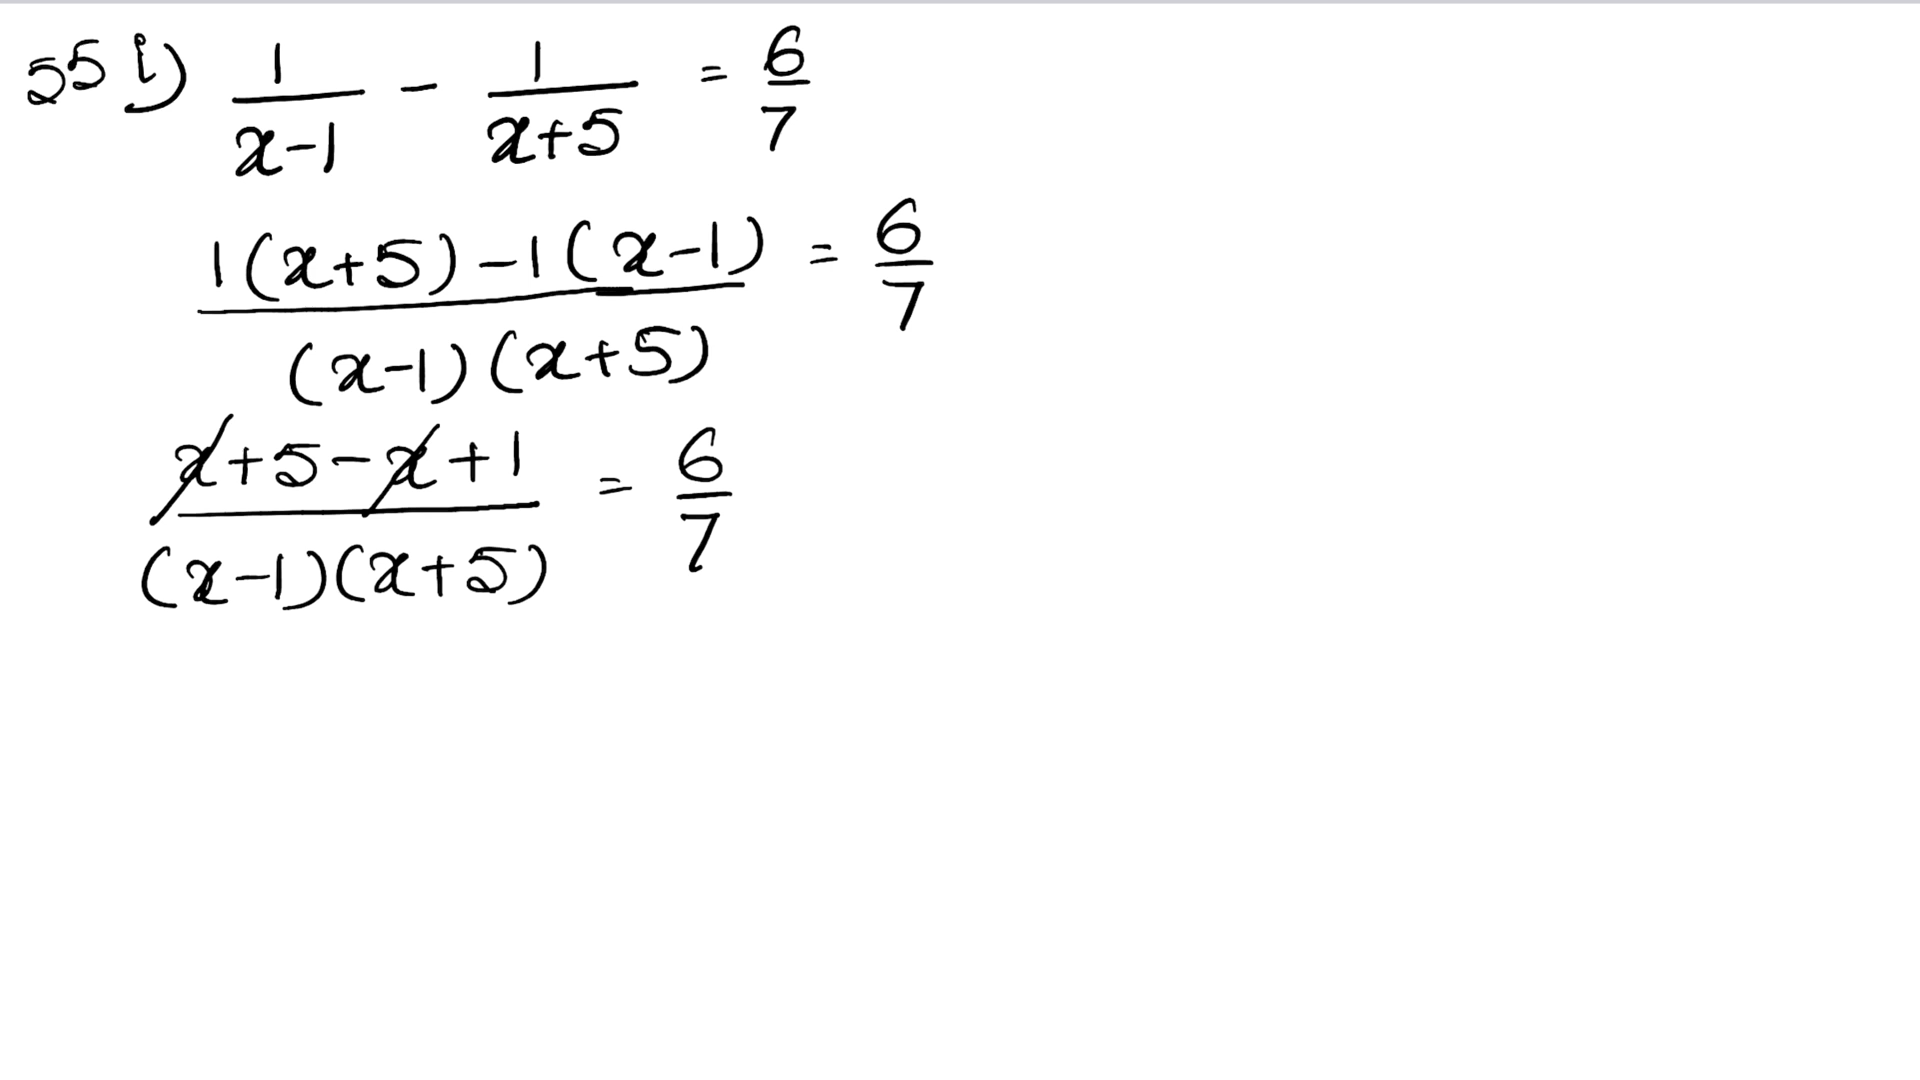 55 i) 1/(x-1) - 1/(x+5) = 6/7
(1(x+5)-1(x-1))/((x-1)(x+5)) = 6/7
(x+5-x+1)/((x-1)(x+5)) = 6/7